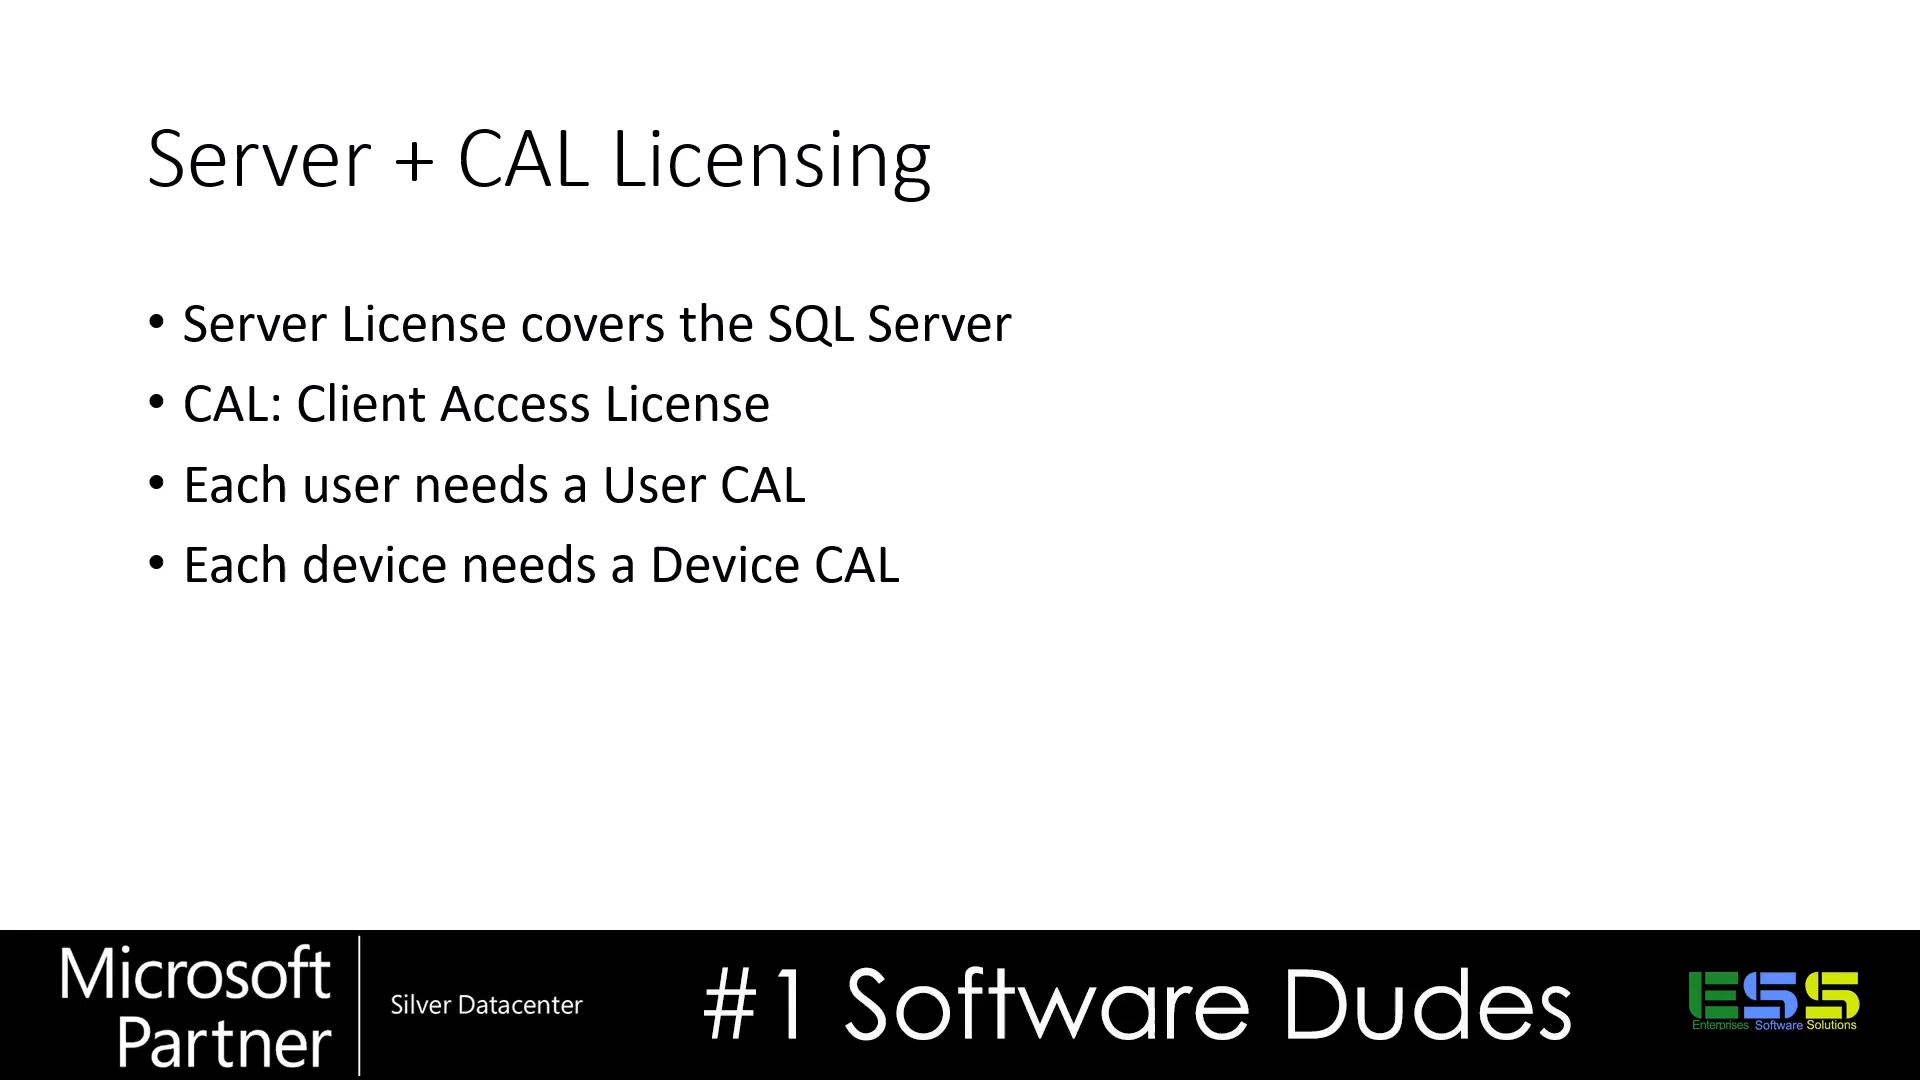 Server + CAL Licensing
• Server License covers the SQL Server
• CAL: Client Access License
• Each user needs a User CAL
• Each device needs a Device CAL
Microsoft
Partner
Silver Datacenter
#1 Software Dudes
ESS
Enterprises Software Solutions